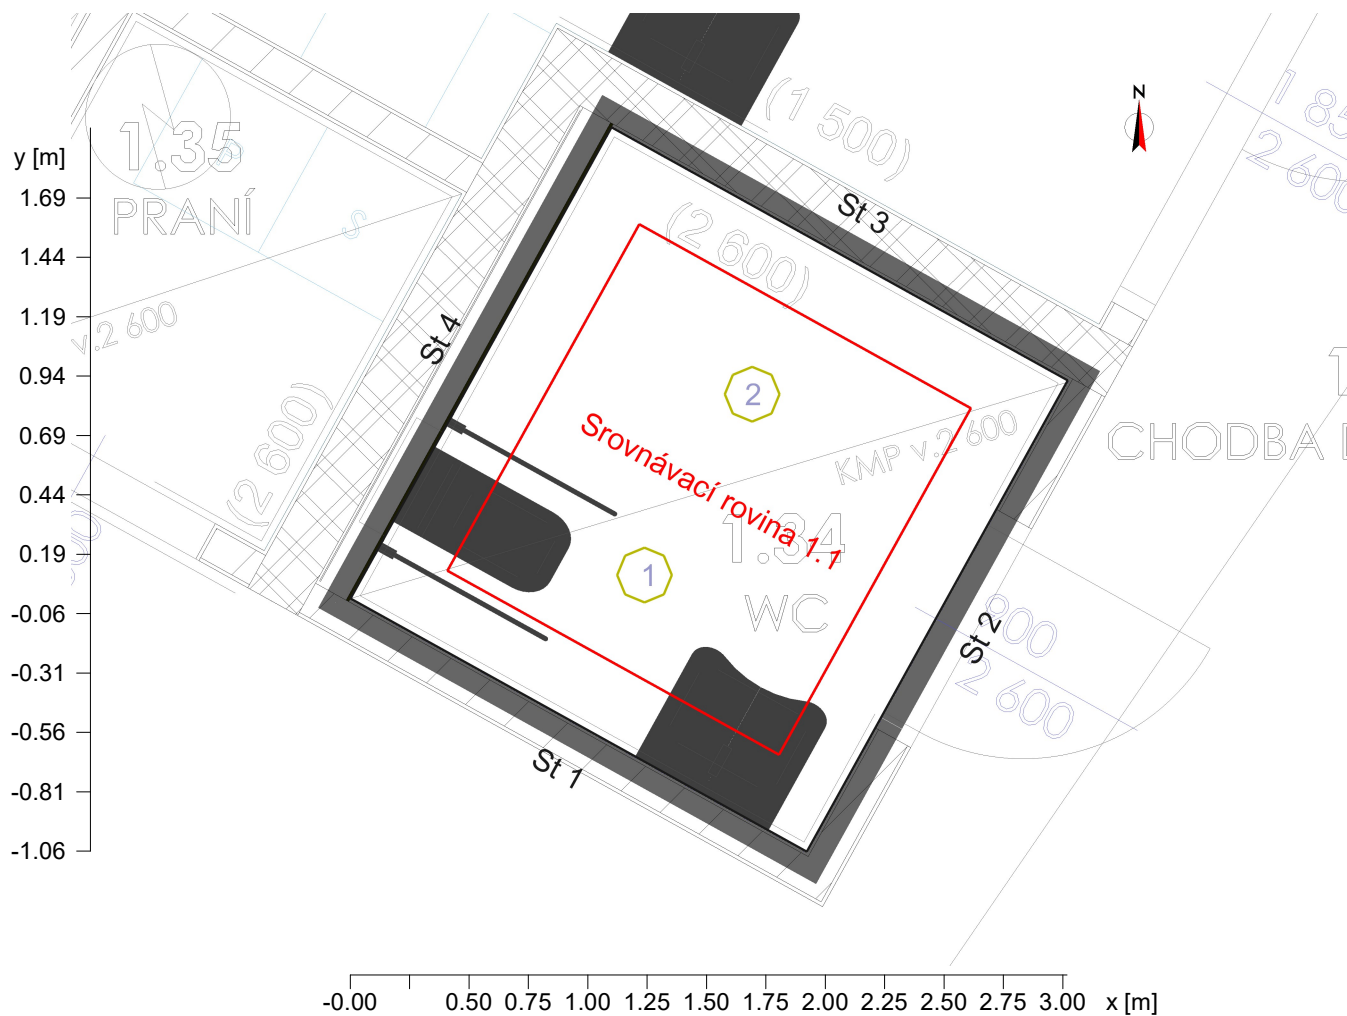 N
(1 500)
1 85
2 600
1.35
PRANÍ
S
y [m]
1.69
1.44
1.19
0.94
0.69
0.44
0.19
-0.06
-0.31
-0.56
-0.81
-1.06
St 3
(2 600)
v.2 600
St 4
(2 600)
2
Srovnávací rovina 1.1
KMP v.2 600
CHODBA
1.34
WC
1
800
2 600
St 2
St 1
-0.00 0.50 0.75 1.00 1.25 1.50 1.75 2.00 2.25 2.50 2.75 3.00 x [m]